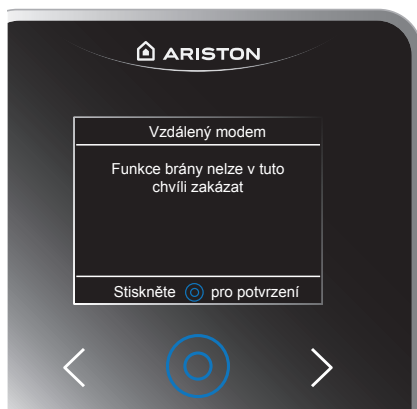 ARISTON
Vzdálený modem
Funkce brány nelze v tuto
chvíli zakázat
Stiskněte pro potvrzení